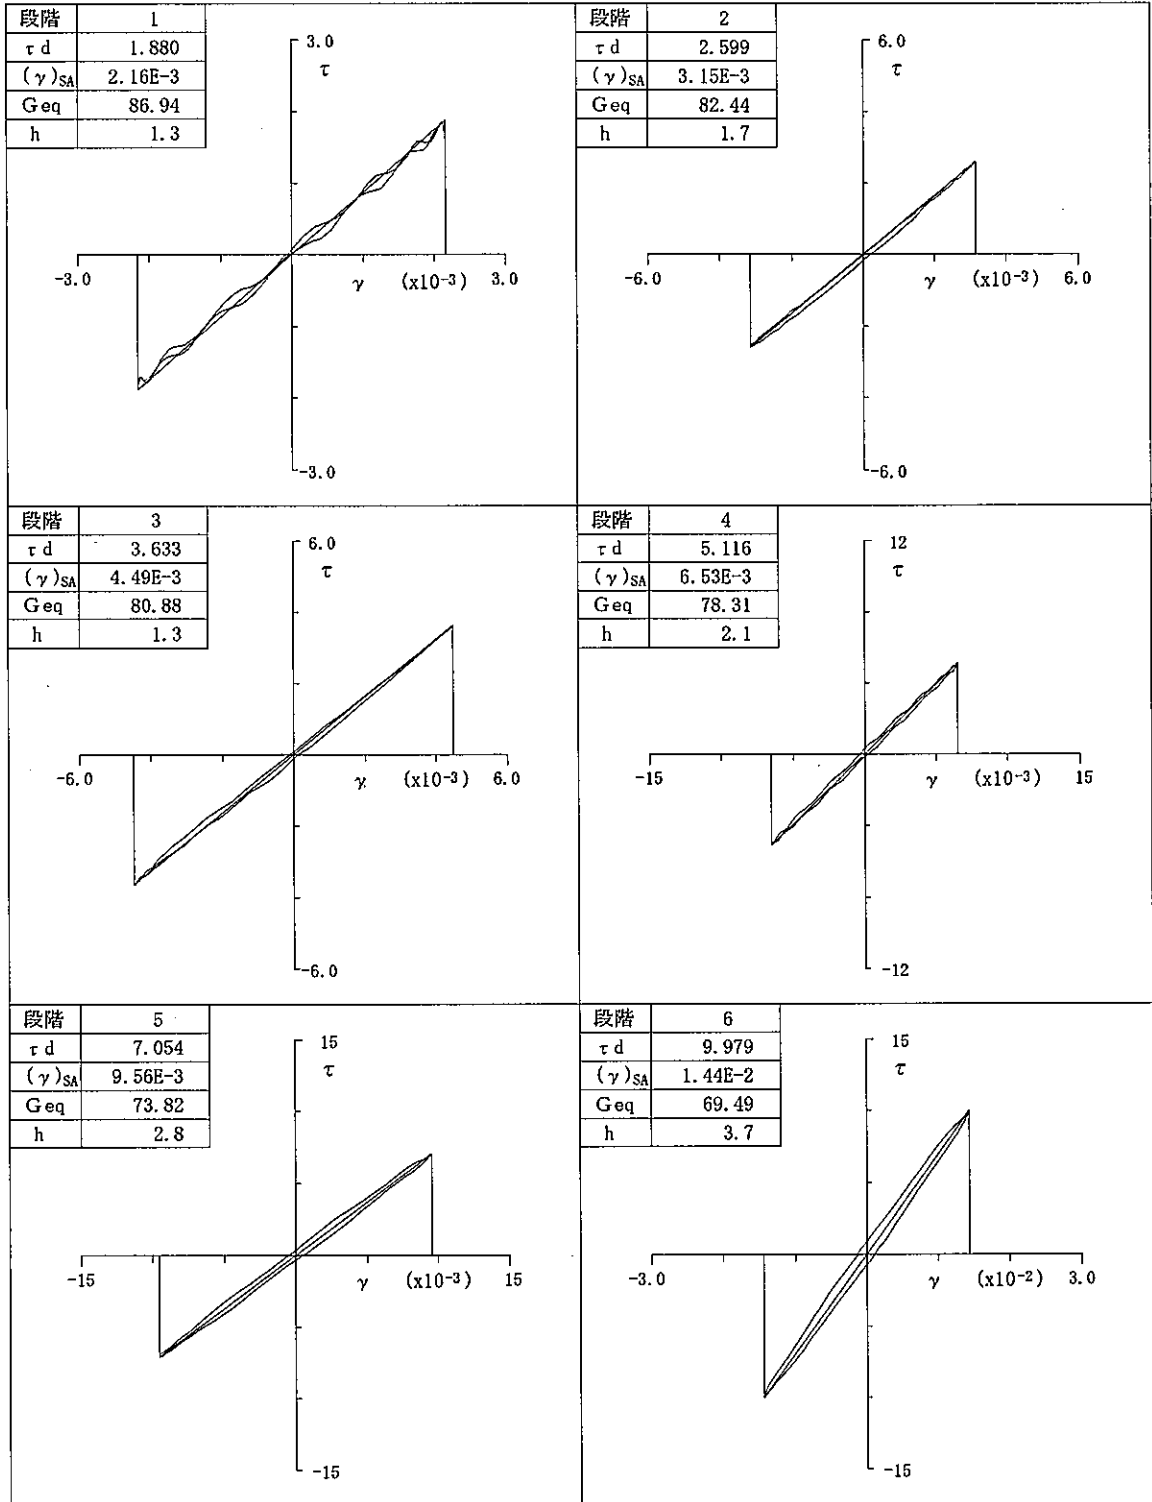 段階 1
τd 1.880
(γ)SA 2.16E-3
Geq 86.94
h 1.3
3.0
τ
-3.0 γ (x10-3) 3.0
-3.0
段階 2
τd 2.599
(γ)SA 3.15E-3
Geq 82.44
h 1.7
6.0
τ
-6.0 γ (x10-3) 6.0
-6.0
段階 3
τd 3.633
(γ)SA 4.49E-3
Geq 80.88
h 1.3
6.0
τ
-6.0 γ (x10-3) 6.0
-6.0
段階 4
τd 5.116
(γ)SA 6.53E-3
Geq 78.31
h 2.1
12
τ
-15 γ (x10-3) 15
-12
段階 5
τd 7.054
(γ)SA 9.56E-3
Geq 73.82
h 2.8
15
τ
-15 γ (x10-3) 15
-15
段階 6
τd 9.979
(γ)SA 1.44E-2
Geq 69.49
h 3.7
15
τ
-3.0 γ (x10-2) 3.0
-15